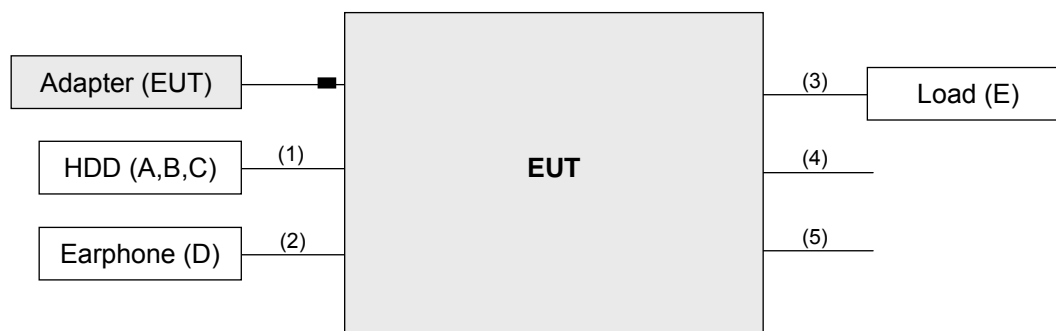 Adapter (EUT)
(3)
Load (E)
HDD (A,B,C)
(1)
EUT
(4)
Earphone (D)
(2)
(5)